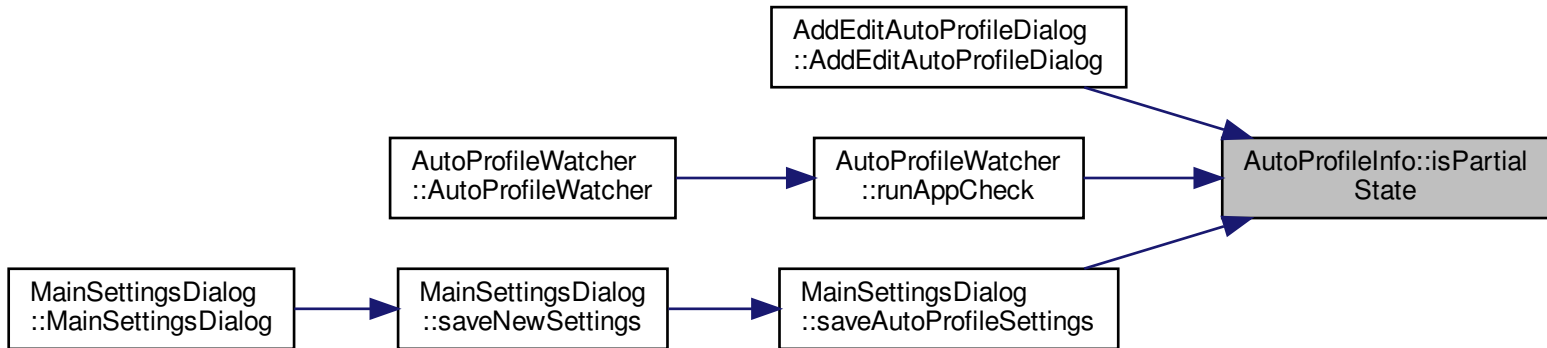 AddEditAutoProfileDialog
::AddEditAutoProfileDialog
AutoProfileWatcher
::AutoProfileWatcher
AutoProfileWatcher
::runAppCheck
AutoProfileInfo::isPartial
State
MainSettingsDialog
::MainSettingsDialog
MainSettingsDialog
::saveNewSettings
MainSettingsDialog
::saveAutoProfileSettings